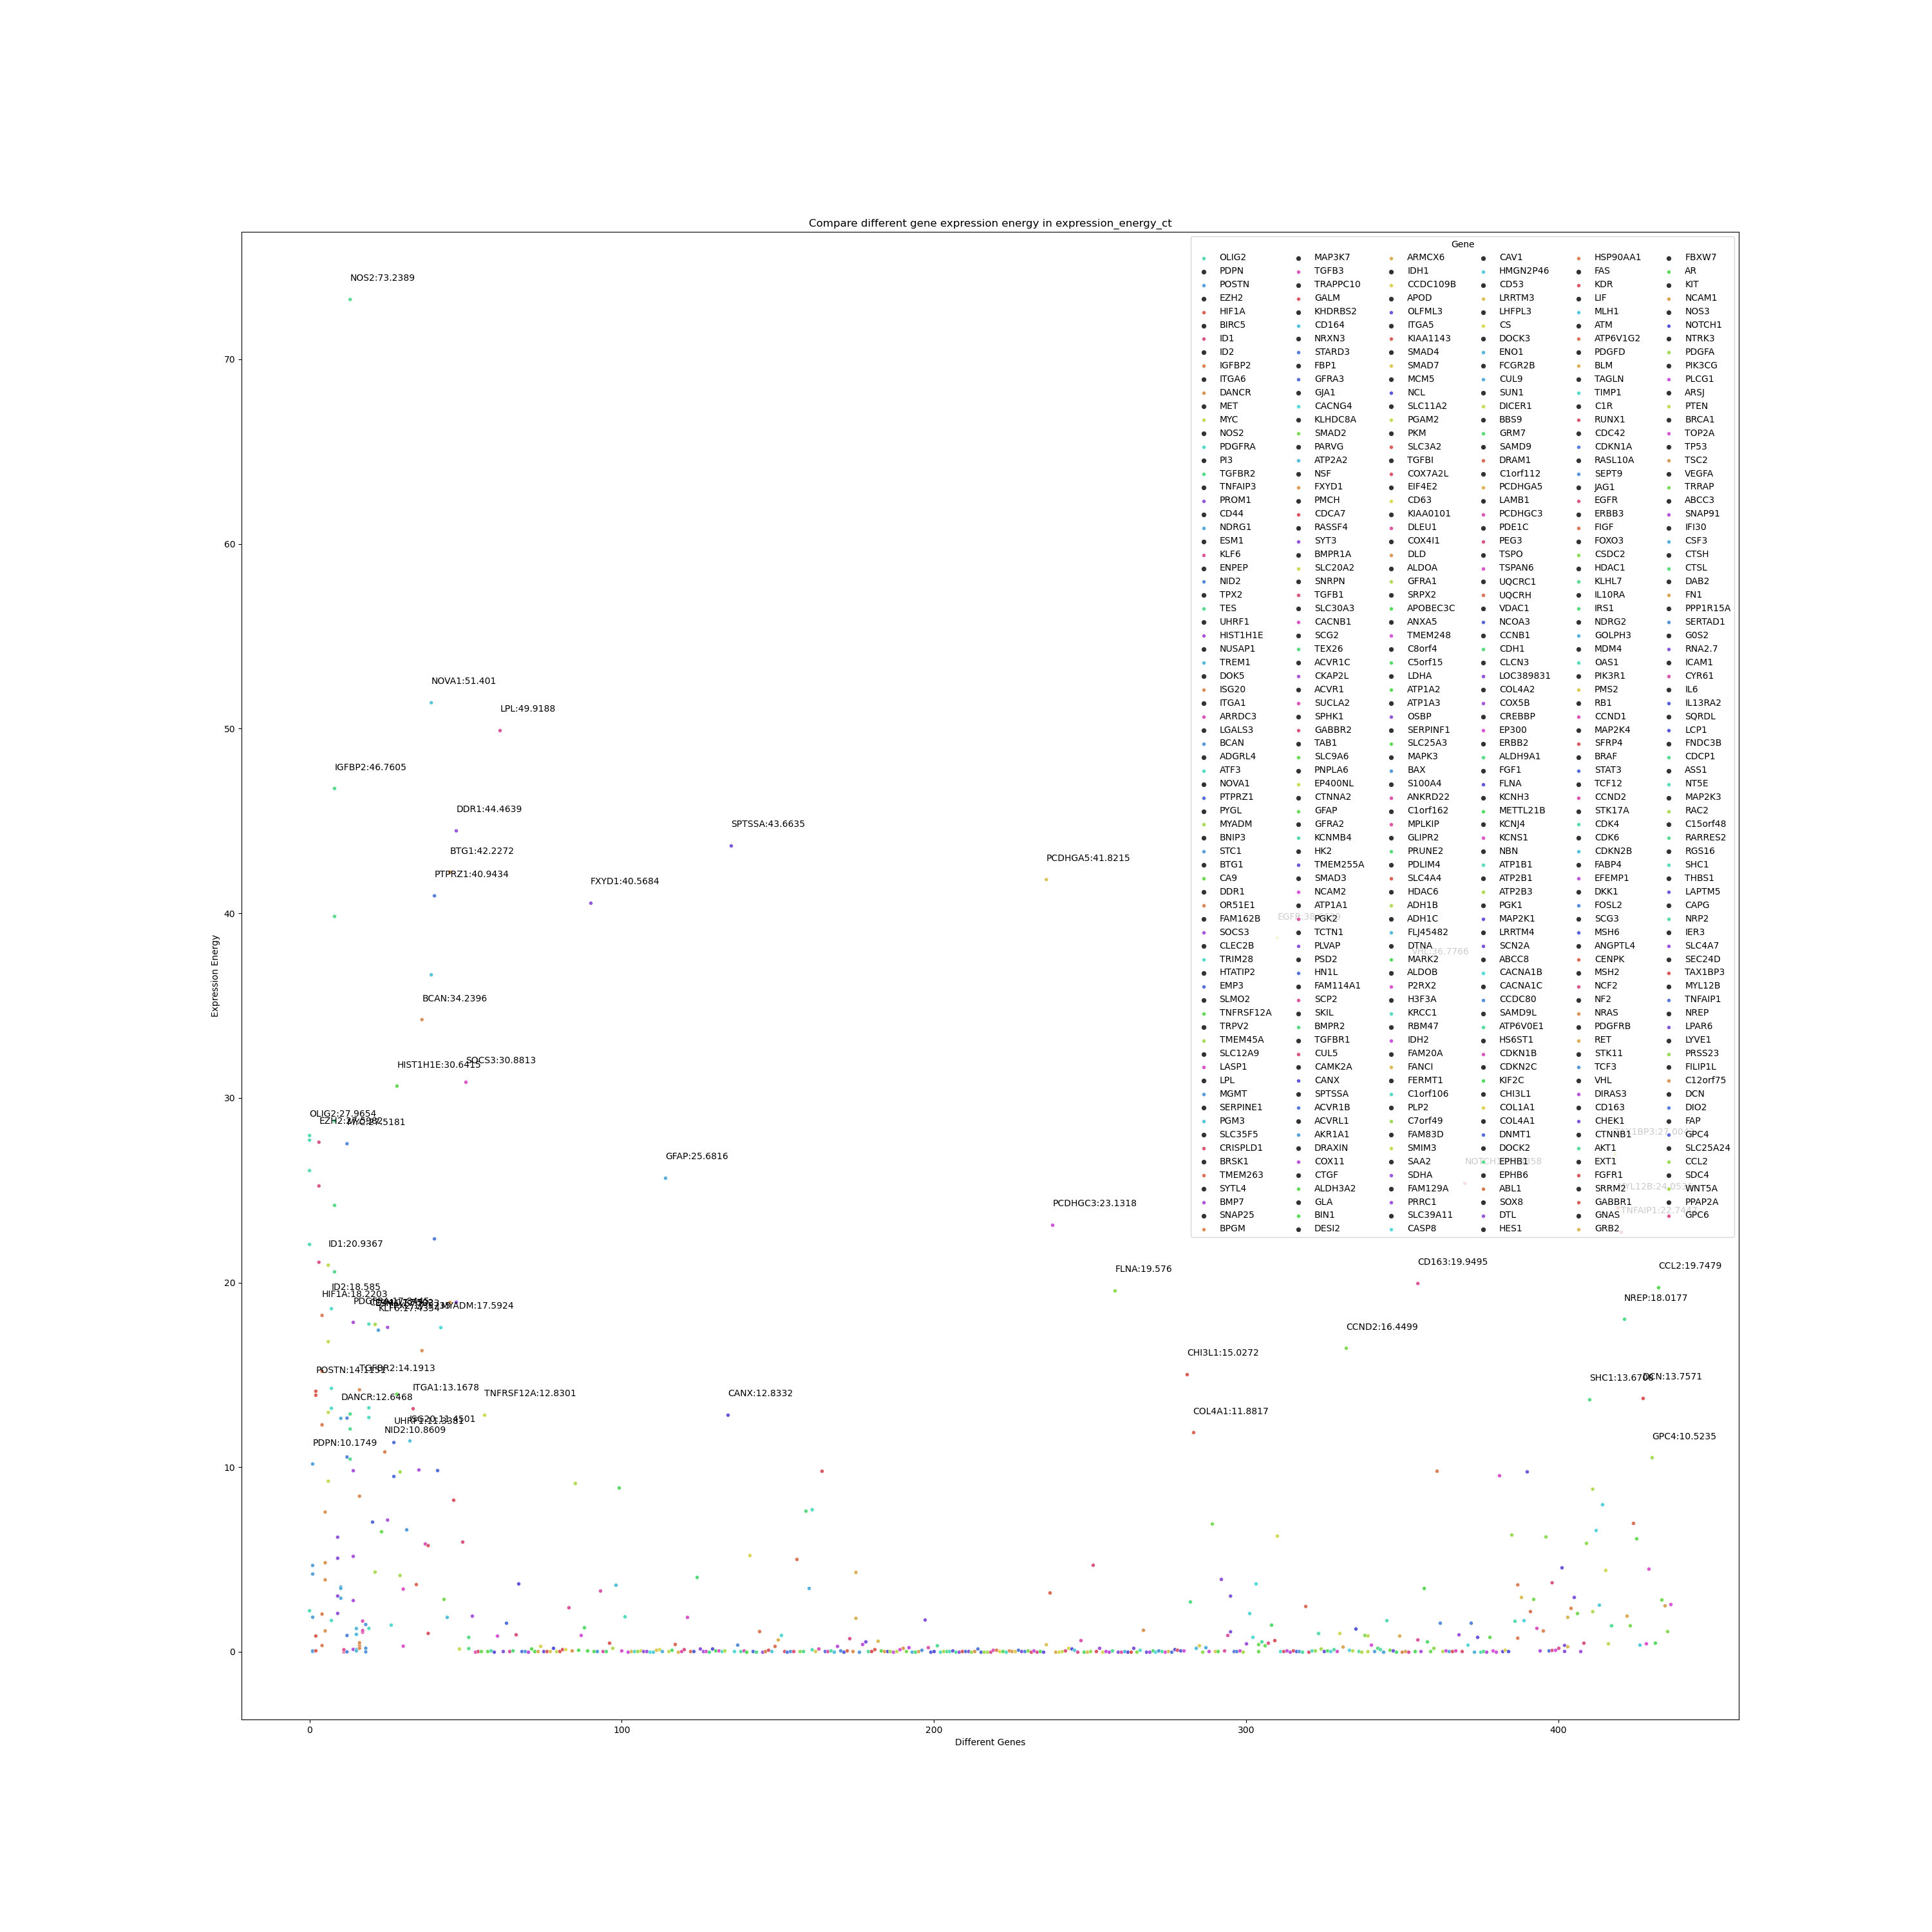 Compare different gene expression energy in expression_energy_ct
Expression Energy
70
60
50
40
30
20
10
0
NOS2:73.2389
NOVA1:51.401
LPL:49.9188
IGFBP2:46.7605
DDR1:44.4639
SPTSSA:43.6635
BTG1:42.2272
PCDHGA5:41.8215
PTPRZ1:40.9434
FXYD1:40.5684
BCAN:34.2396
SOCS3:30.8813
HIST1H1E:30.6415
OLIG2:27.9654
GFAP:25.6816
PCDHGC3:23.1318
ID1:20.9367
CD163:19.9495
CCL2:19.7479
FLNA:19.576
ID2:18.585
HIF1A:18.2203
NREP:18.0177
MYADM:17.5924
KLF6:17.4354
CCND2:16.4499
CHI3L1:15.0272
TGFBR2:14.1913
DCN:13.7571
ITGA1:13.1678
CANX:12.8332
TNFRSF12A:12.8301
DANCR:12.6468
COL4A1:11.8817
NID2:10.8609
GPC4:10.5235
PDPN:10.1749
Gene
OLIG2 MAP3K7 ARMCX6 CAV1 HSP90AA1 FBXW7
PDPN TGFB3 IDH1 HMGN2P46 FAS AR
POSTN TRAPPC10 CCDC109B CD53 KDR KIT
EZH2 GALM APOD LRRTM3 LIF NCAM1
HIF1A KHDRBS2 OLFML3 LHFPL3 MLH1 NOS3
BIRC5 CD164 ITGA5 CS ATM NOTCH1
ID1 NRXN3 KIAA1143 DOCK3 ATP6V1G2 NTRK3
ID2 STARD3 SMAD4 ENO1 PDGFD PDGFA
IGFBP2 FBP1 SMAD7 FCGR2B BLM PIK3CG
ITGA6 GFRA3 MCM5 CUL9 TAGLN PLCG1
DANCR GJA1 NCL SUN1 TIMP1 ARSJ
MET CACNG4 SLC11A2 DICER1 C1R PTEN
MYC KLHDC8A PGAM2 BBS9 RUNX1 BRCA1
NOS2 SMAD2 PKM GRM7 CDC42 TOP2A
PDGFRA PARVG SLC3A2 SAMD9 CDKN1A TP53
PI3 ATP2A2 TGFBI DRAM1 RASL10A TSC2
TGFBR2 NSF COX7A2L C1orf112 SEPT9 VEGFA
TNFAIP3 FXYD1 EIF4E2 PCDHGA5 JAG1 TRRAP
PROM1 PMCH CD63 LAMB1 EGFR ABCC3
CD44 CDCA7 KIAA0101 PCDHGC3 ERBB3 SNAP91
NDRG1 RASSF4 DLEU1 PDE1C FIGF IFI30
ESM1 SYT3 COX4I1 PEG3 FOXO3 CSF3
KLF6 BMPR1A DLD TSPO CSDC2 CTSH
ENPEP SLC20A2 ALDOA TSPAN6 HDAC1 CTSL
NID2 SNRPN GFRA1 UQCRC1 KLHL7 DAB2
TPX2 TGFB1 SRPX2 UQCRH IL10RA FN1
TES SLC30A3 APOBEC3C VDAC1 IRS1 PPP1R15A
UHRF1 CACNB1 ANXA5 NCOA3 NDRG2 SERTAD1
HIST1H1E SCG2 TMEM248 CCNB1 GOLPH3 G0S2
NUSAP1 TEX26 C8orf4 CDH1 MDM4 RNA2.7
TREM1 ACVR1C C5orf15 CLCN3 OAS1 ICAM1
DOK5 CKAP2L LDHA LOC389831 PIK3R1 CYR61
ISG20 ACVR1 ATP1A2 COL4A2 PMS2 IL6
ITGA1 SUCLA2 ATP1A3 COX5B RB1 IL13RA2
ARRDC3 SPHK1 OSBP CREBBP CCND1 SQRDL
LGALS3 GABBR2 SERPINF1 EP300 MAP2K4 LCP1
BCAN TAB1 SLC25A3 ERBB2 SFRP4 FNDC3B
ADGRL4 SLC9A6 MAPK3 ALDH9A1 BRAF CDCP1
ATF3 PNPLA6 BAX FGF1 STAT3 ASS1
NOVA1 EP400NL S100A4 FLNA TCF12 NT5E
PTPRZ1 CTNNA2 ANKRD22 KCNH3 CCND2 MAP2K3
PYGL GFAP C1orf162 METTL21B STK17A RAC2
MYADM GFRA2 MPLKIP KCNJ4 CDK4 C15orf48
BNIP3 KCNMB4 GLIPR2 KCNS1 CDK6 RARRES2
STC1 HK2 PRUNE2 NBN CDKN2B RGS16
BTG1 TMEM255A PDLIM4 ATP1B1 FABP4 SHC1
CA9 SMAD3 SLC4A4 ATP2B1 EFEMP1 THBS1
DDR1 NCAM2 HDAC6 ATP2B3 DKK1 LAPTM5
OR51E1 ATP1A1 ADH1B PGK1 FOSL2 CAPG
FAM162B PGK2 ADH1C MAP2K1 SCG3 NRP2
SOCS3 TCTN1 FLJ45482 LRRTM4 MSH6 IER3
CLEC2B PLVAP DTNA SCN2A ANGPTL4 SLC4A7
TRIM28 PSD2 MARK2 ABCC8 CENPK SEC24D
HTATIP2 HN1L ALDOB CACNA1B MSH2 TAX1BP3
EMP3 FAM114A1 P2RX2 CACNA1C NCF2 MYL12B
SLMO2 SCP2 H3F3A CCDC80 NF2 TNFAIP1
TNFRSF12A SKIL KRCC1 SAMD9L NRAS NREP
TRPV2 BMPR2 RBM47 ATP6V0E1 PDGFRB LPAR6
TMEM45A TGFBR1 IDH2 HS6ST1 RET LYVE1
SLC12A9 CUL5 FAM20A CDKN1B STK11 PRSS23
LASP1 CAMK2A FANCI CDKN2C TCF3 FILIP1L
LPL CANX FERMT1 KIF2C VHL C12orf75
MGMT SPTSSA C1orf106 CHI3L1 DIRAS3 DCN
SERPINE1 ACVR1B PLP2 COL1A1 CD163 DIO2
PGM3 ACVRL1 C7orf49 COL4A1 CHEK1 FAP
SLC35F5 AKR1A1 FAM83D DNMT1 CTNNB1 GPC4
CRISPLD1 DRAXIN SMIM3 DOCK2 AKT1 SLC25A24
BRSK1 COX11 SAA2 EPHB1 EXT1 CCL2
TMEM263 CTGF SDHA EPHB6 FGFR1 SDC4
SYTL4 ALDH3A2 FAM129A ABL1 SRRM2 WNT5A
BMP7 GLA PRRC1 SOX8 GABBR1 PPAP2A
SNAP25 BIN1 SLC39A11 DTL GNAS GPC6
BPGM DESI2 CASP8 HES1 GRB2
0 100 200 300 400
Different Genes